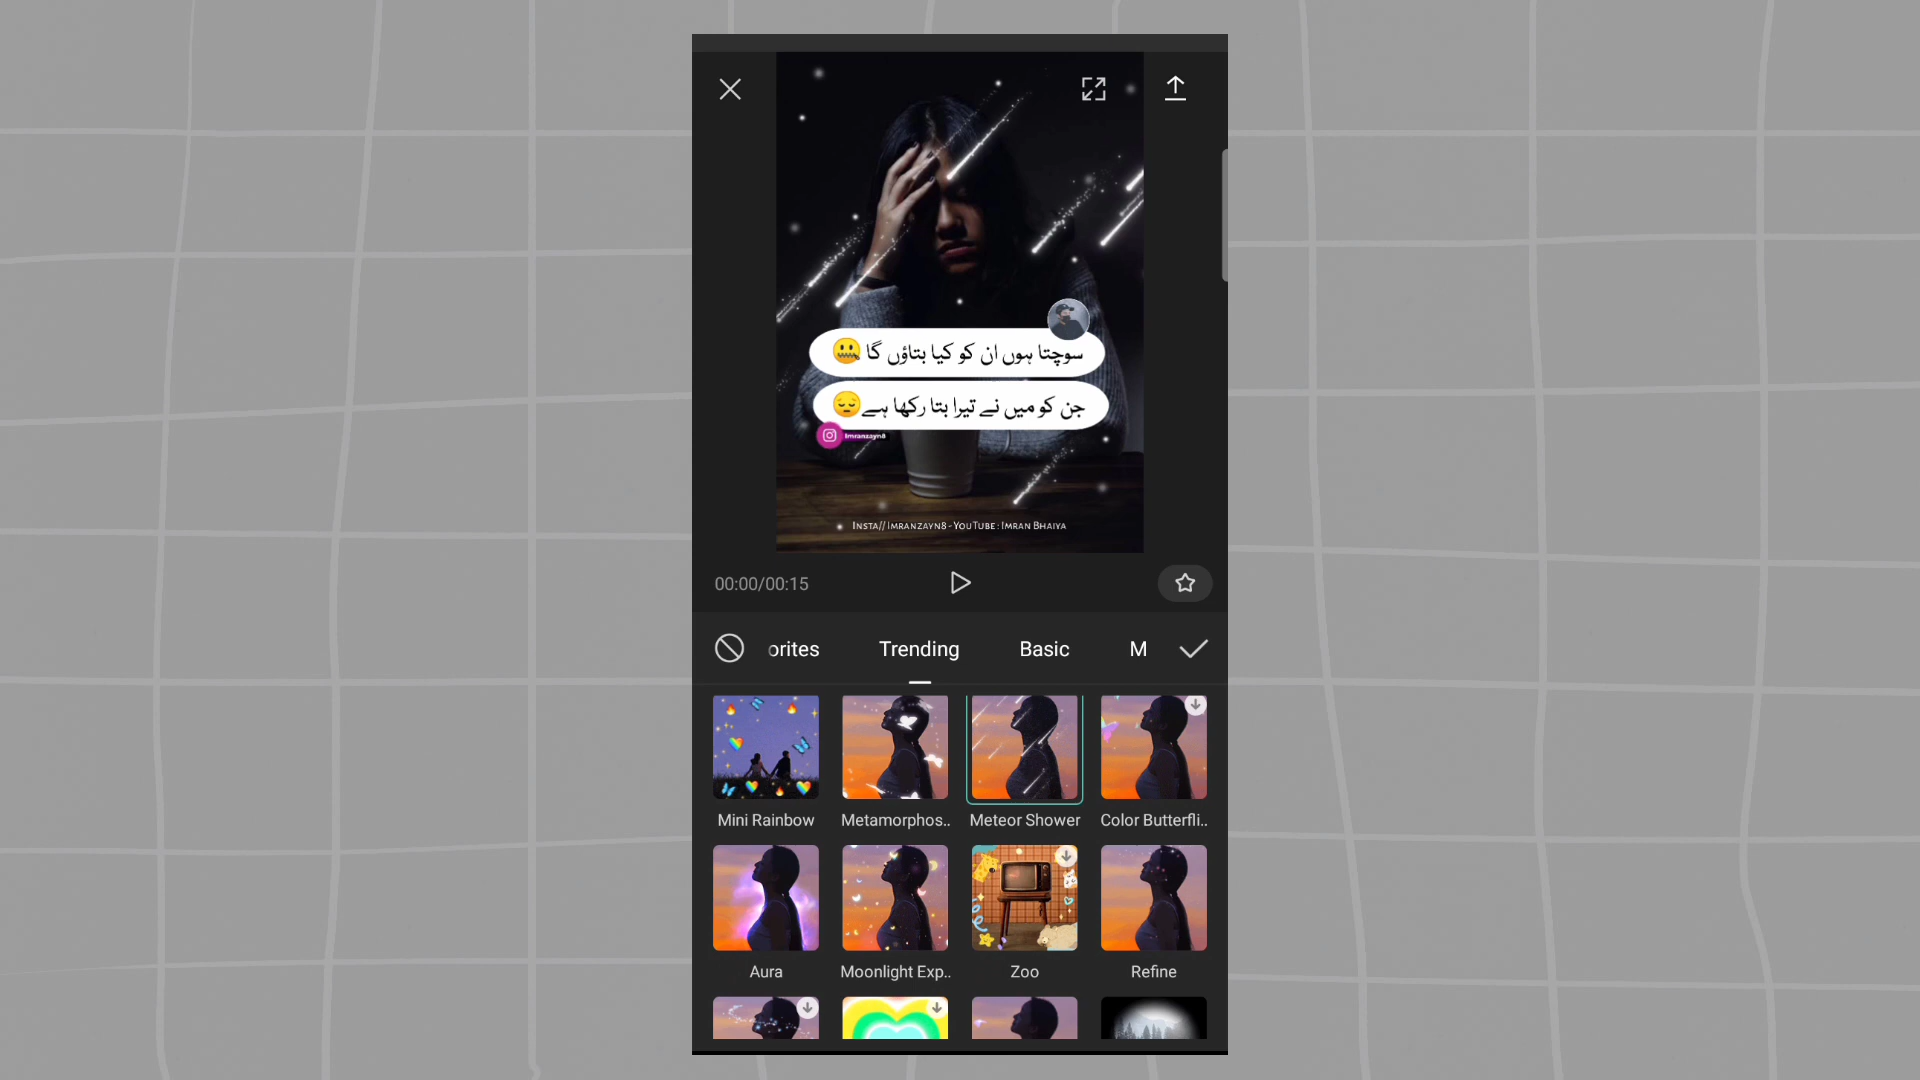 سوچتا ہوں ان کو کیا بتاؤں گا 🤐
جن کو میں نے تیرا بتا رکھا ہے😔
Imranzayn8
Insta// Imranzayn8 - YouTube : Imran Bhaiya
00:00/00:15
orites Trending Basic M
Mini Rainbow Metamorphos.. Meteor Shower Color Butterfli..
Aura Moonlight Exp.. Zoo Refine